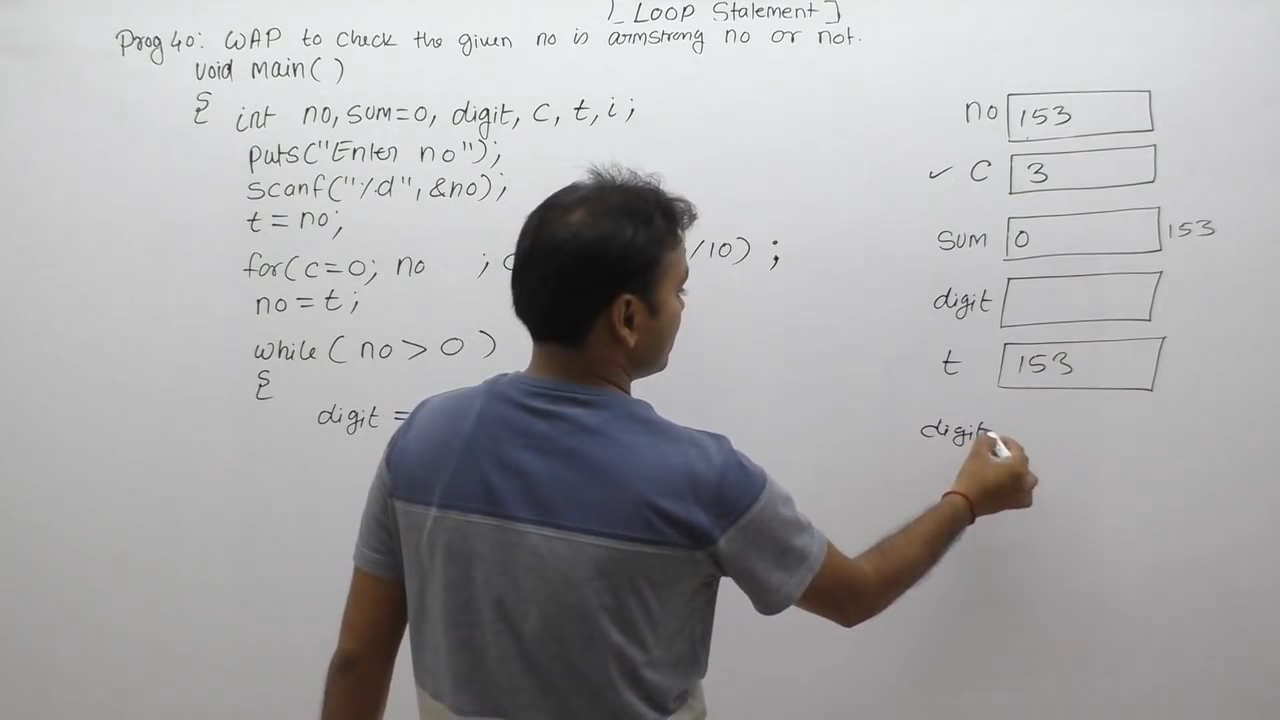 [ LOOP Statement ]
Prog 40: WAP to check the given no is armstrong no or not.
void main( )
{ int no, sum=0, digit, c, t, i;
puts("Enter no");
scanf("%d", &no);
t = no;
for(c=0; no ; /10) ;
no = t;
while( no > 0 )
{
digit =
no 153
✓ C 3
sum 0 153
digit
t 153
digit